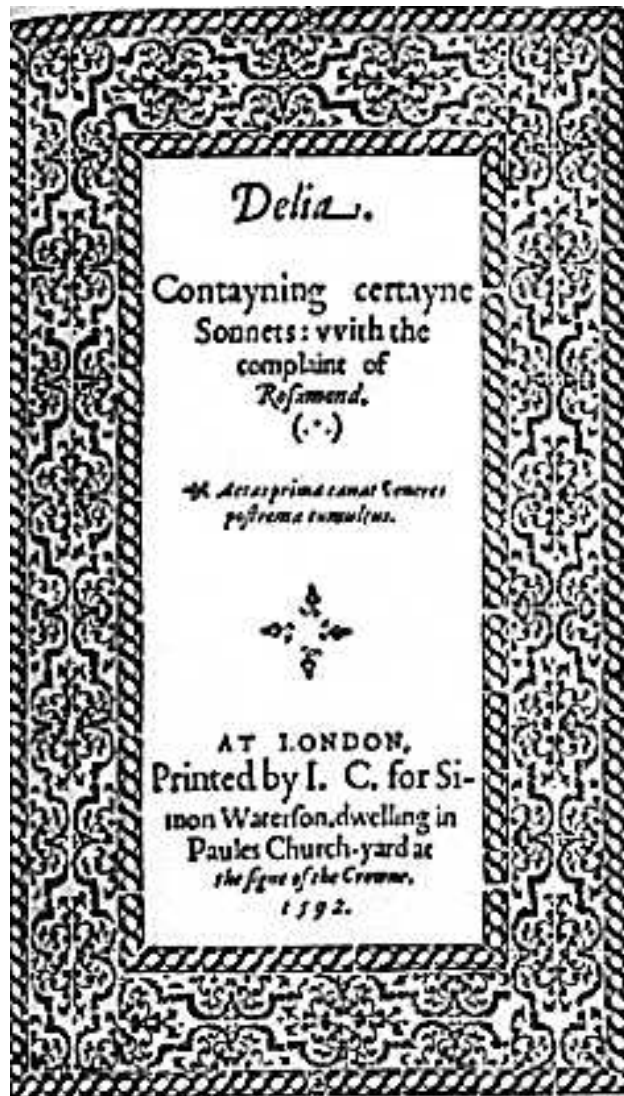 Delia.
Contayning certayne
Sonnets: vvith the
complaint of
Rosamond.
(.·.)
Aetas prima canat veneres
postrema tumultus.
AT LONDON,
Printed by I. C. for Si-
mon Waterson, dwelling in
Paules Church-yard at
the signe of the Crowne.
1592.